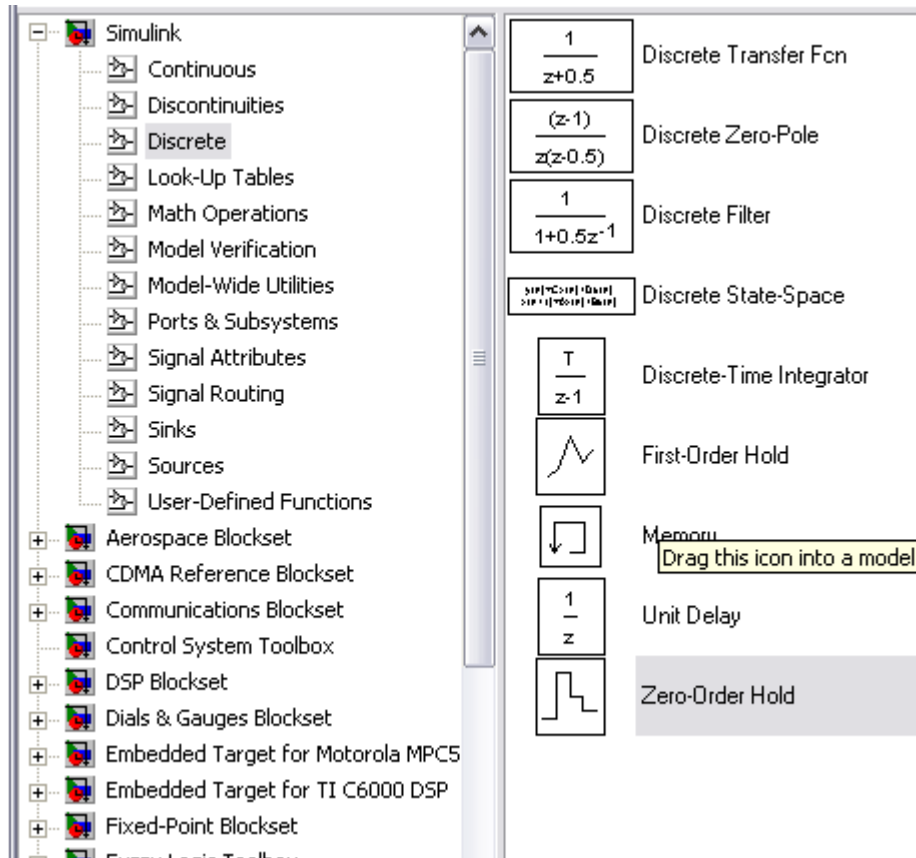 Simulink
Continuous
Discontinuities
Discrete
Look-Up Tables
Math Operations
Model Verification
Model-Wide Utilities
Ports & Subsystems
Signal Attributes
Signal Routing
Sinks
Sources
User-Defined Functions
Aerospace Blockset
CDMA Reference Blockset
Communications Blockset
Control System Toolbox
DSP Blockset
Dials & Gauges Blockset
Embedded Target for Motorola MPC5
Embedded Target for TI C6000 DSP
Fixed-Point Blockset
1
z+0.5
Discrete Transfer Fcn
(z-1)
z(z-0.5)
Discrete Zero-Pole
1
1+0.5z-1
Discrete Filter
Discrete State-Space
T
z-1
Discrete-Time Integrator
First-Order Hold
Memory
Drag this icon into a model
1
z
Unit Delay
Zero-Order Hold